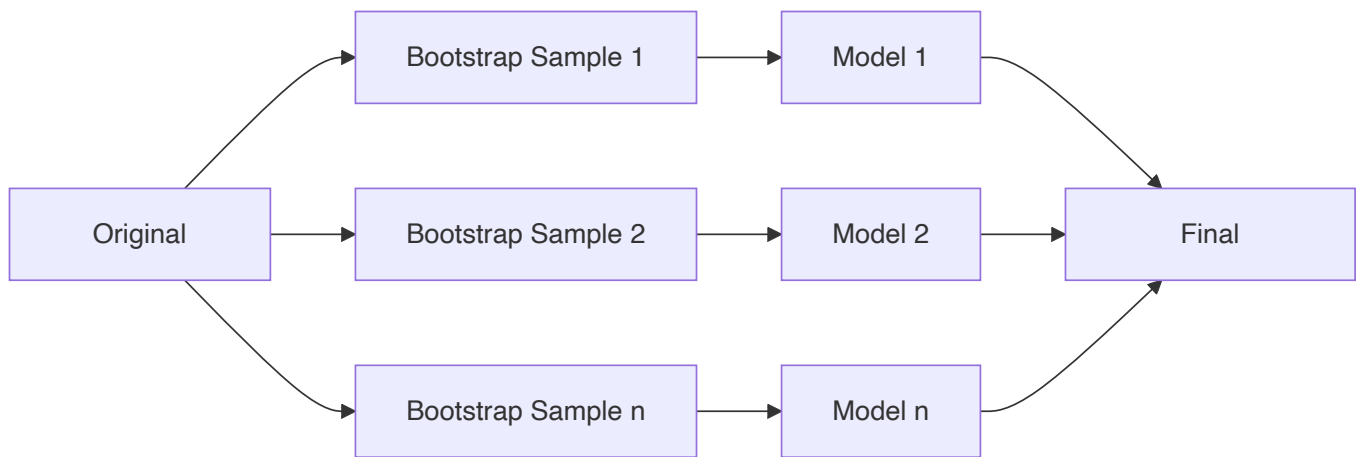 Bootstrap Sample 1
Model 1
Original
Bootstrap Sample 2
Model 2
Final
Bootstrap Sample n
Model n